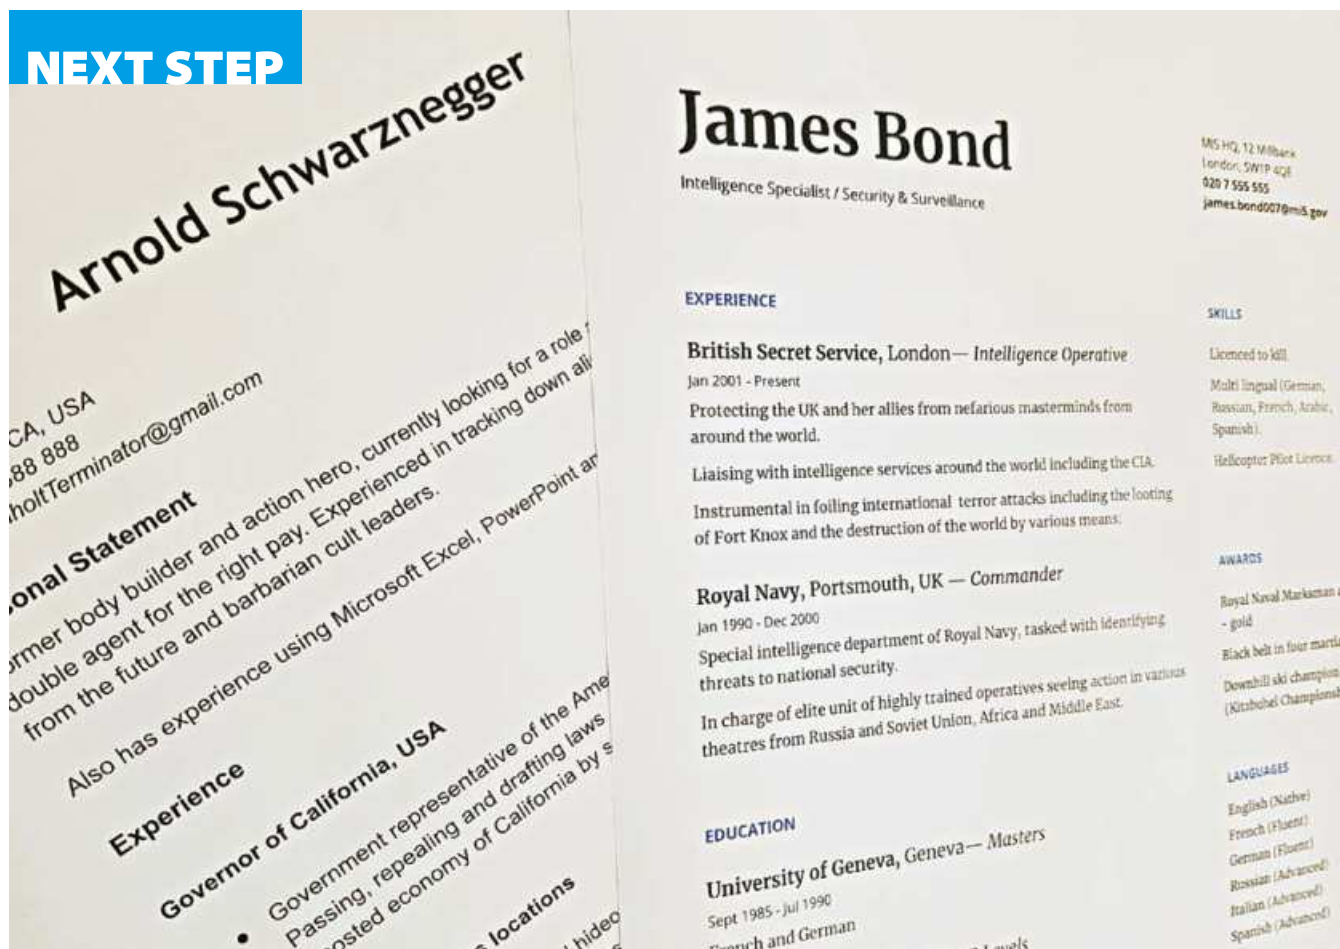 NEXT STEP
Arnold Schwarznegger
CA, USA
88 888
holtTerminator@gmail.com
onal Statement
rmer body builder and action hero, currently looking for a role
double agent for the right pay. Experienced in tracking down ali
from the future and barbarian cult leaders.
Also has experience using Microsoft Excel, PowerPoint an
Experience
Governor of California, USA
Government representative of the Ame
Passing, repealing and drafting laws
osted economy of California by s
locations
hideo
James Bond
Intelligence Specialist / Security & Surveillance
MI5 HQ, 12 Millbank
London, SW1P 4QE
020 7 555 555
james.bond007@mi5.gov
EXPERIENCE
British Secret Service, London— Intelligence Operative
Jan 2001 - Present
Protecting the UK and her allies from nefarious masterminds from
around the world.
Liaising with intelligence services around the world including the CIA.
Instrumental in foiling international terror attacks including the looting
of Fort Knox and the destruction of the world by various means.
Royal Navy, Portsmouth, UK — Commander
Jan 1990 - Dec 2000
Special intelligence department of Royal Navy, tasked with identifying
threats to national security.
In charge of elite unit of highly trained operatives seeing action in various
theatres from Russia and Soviet Union, Africa and Middle East.
EDUCATION
University of Geneva, Geneva— Masters
Sept 1985 - Jul 1990
French and German
Levels
SKILLS
Licenced to kill.
Multi lingual (German,
Russian, French, Arabic,
Spanish).
Helicopter Pilot Licence.
AWARDS
Royal Naval Marksman
- gold
Black belt in four martia
Downhill ski champion
(Kitzbuhel Champions
LANGUAGES
English (Native)
French (Fluent)
German (Fluent)
Russian (Advanced)
Italian (Advanced)
Spanish (Advanced)